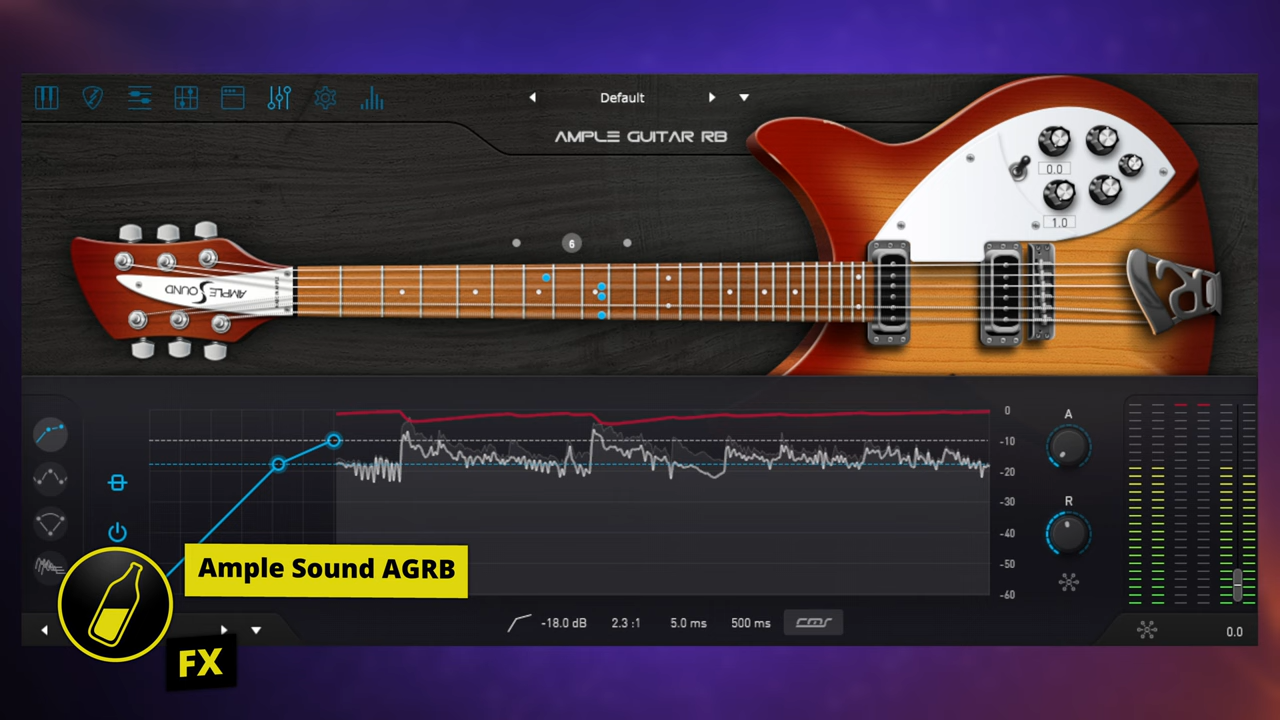 Default
AMPLE GUITAR RB
0.0
1.0
6
AMPLE SOUND
0
-10
-20
-30
-40
-50
-60
A
R
Ample Sound AGRB
FX
-18.0 dB 2.3 :1 5.0 ms 500 ms rms
0.0